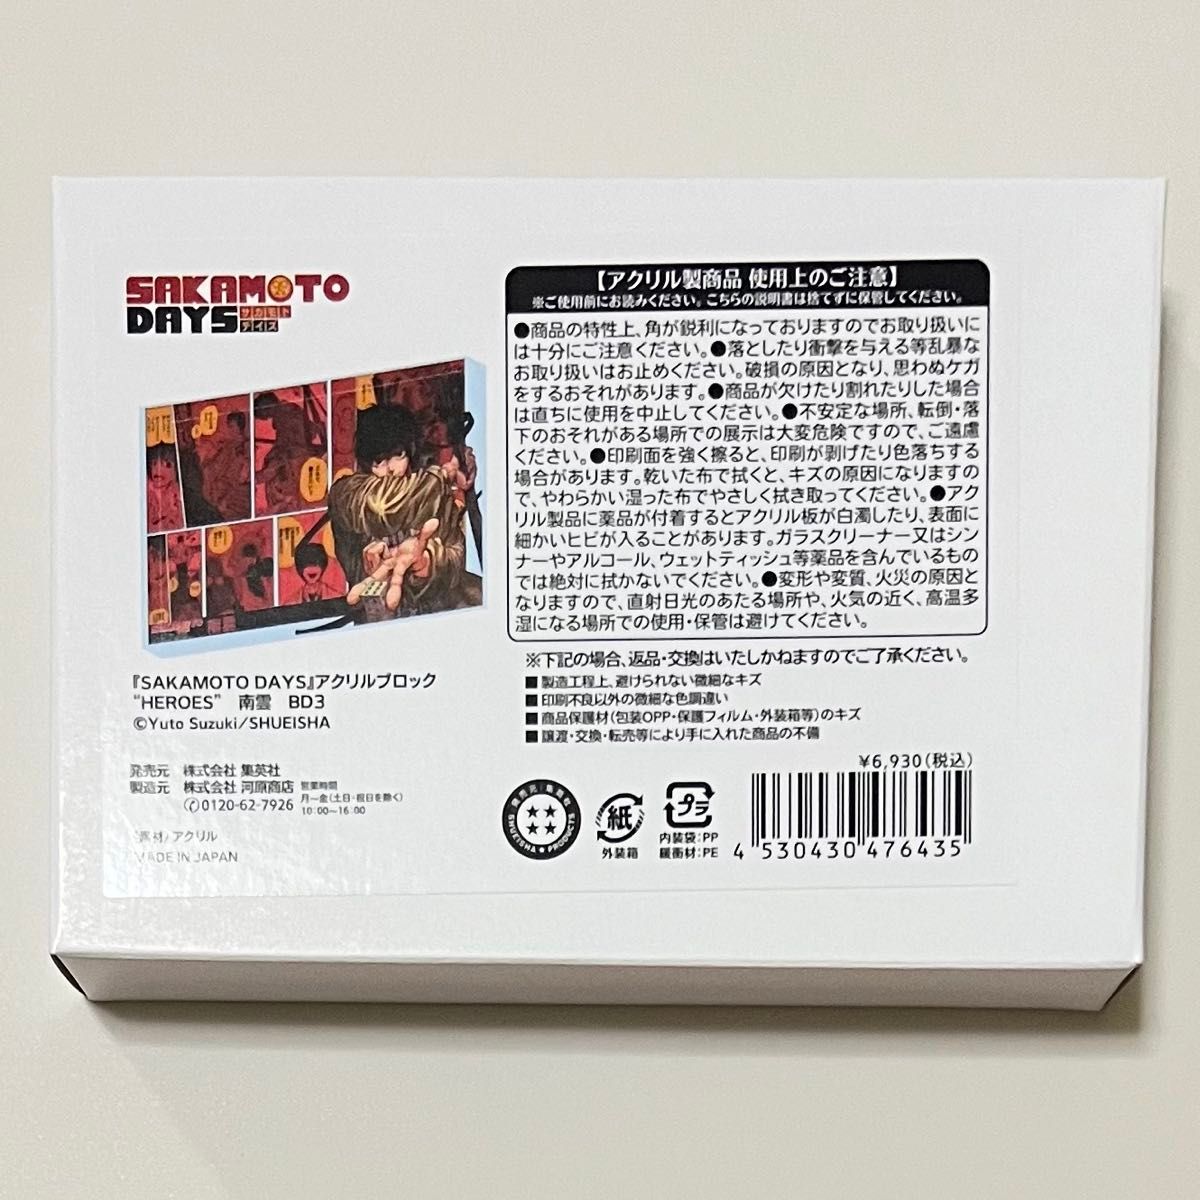 SAKAMOTO
DAYS
サカモト
デイズ
『SAKAMOTO DAYS』アクリルブロック
“HEROES” 南雲 BD3
©Yuto Suzuki/SHUEISHA
発売元 株式会社 集英社
製造元 株式会社 河原商店
0120-62-7926
営業時間
月〜金(土日・祝日を除く)
10:00〜16:00
素材/アクリル
MADE IN JAPAN
【アクリル製商品 使用上のご注意】
※ご使用前にお読みください。こちらの説明書は捨てずに保管してください。
●商品の特性上、角が鋭利になっておりますのでお取り扱いに
は十分にご注意ください。●落としたり衝撃を与える等乱暴な
お取り扱いはお止めください。破損の原因となり、思わぬケガ
をするおそれがあります。●商品が欠けたり割れたりした場合
は直ちに使用を中止してください。●不安定な場所、転倒・落
下のおそれがある場所での展示は大変危険ですので、ご遠慮
ください。●印刷面を強く擦ると、印刷が剥げたり色落ちする
場合があります。乾いた布で拭くと、キズの原因になりますの
で、やわらかい湿った布でやさしく拭き取ってください。●アク
リル製品に薬品が付着するとアクリル板が白濁したり、表面に
細かいヒビが入ることがあります。ガラスクリーナー又はシン
ナーやアルコール、ウェットティッシュ等薬品を含んでいるもの
では絶対に拭かないでください。●変形や変質、火災の原因と
なりますので、直射日光のあたる場所や、火気の近く、高温多
湿になる場所での使用・保管は避けてください。
※下記の場合、返品・交換はいたしかねますのでご了承ください。
■製造工程上、避けられない微細なキズ
■印刷不良以外の微細な色調違い
■商品保護材(包装OPP・保護フィルム・外装箱等)のキズ
■譲渡・交換・転売等により手に入れた商品の不備
¥6,930(税込)
発売元・集英社
SHUEISHA PRODUCTS
紙
外装箱
プラ
内装袋:PP
緩衝材:PE
4 530430 476435